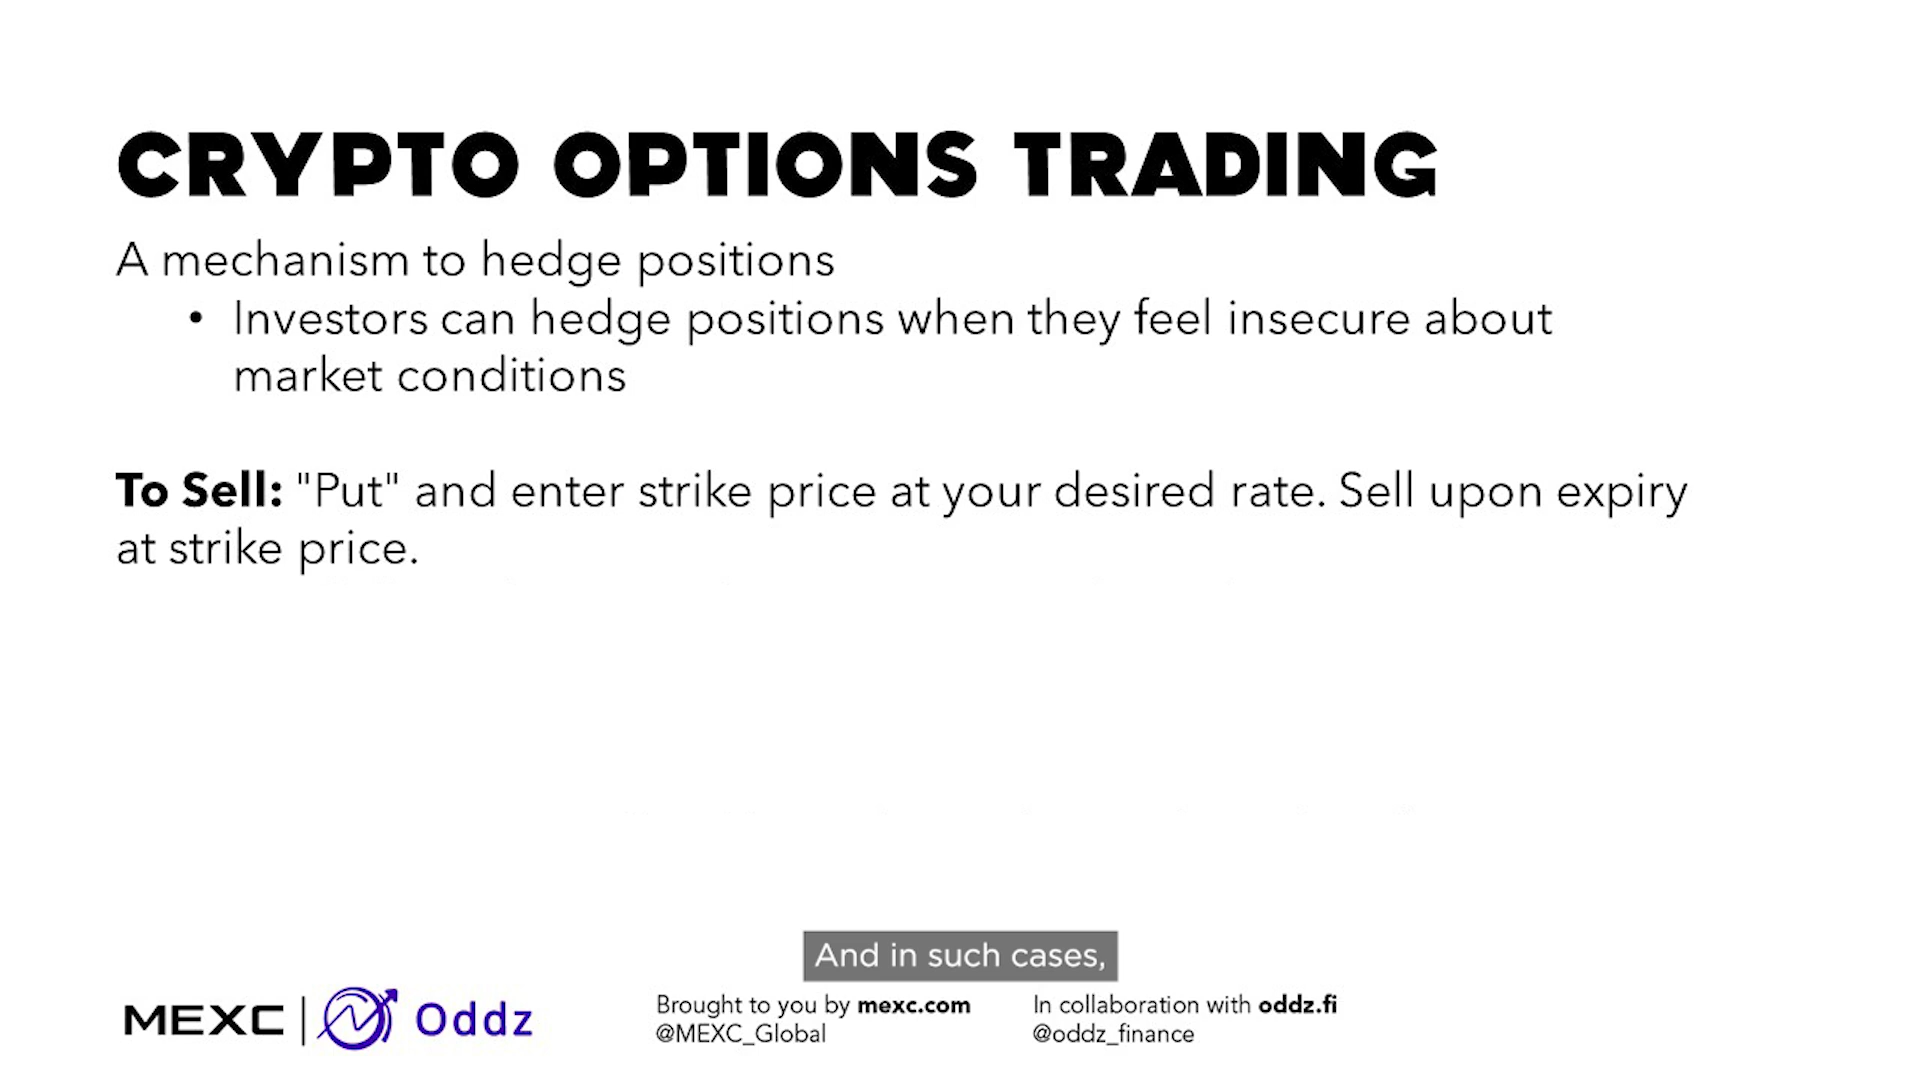 CRYPTO OPTIONS TRADING
A mechanism to hedge positions
• Investors can hedge positions when they feel insecure about
market conditions
To Sell: "Put" and enter strike price at your desired rate. Sell upon expiry
at strike price.
And in such cases,
MEXC | Oddz
Brought to you by mexc.com
@MEXC_Global
In collaboration with oddz.fi
@oddz_finance